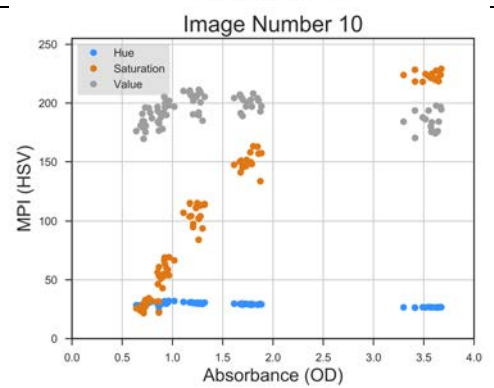 Image Number 10
250
Hue
Saturation
Value
200
150
100
50
0
MPI (HSV)
0.0 0.5 1.0 1.5 2.0 2.5 3.0 3.5 4.0
Absorbance (OD)